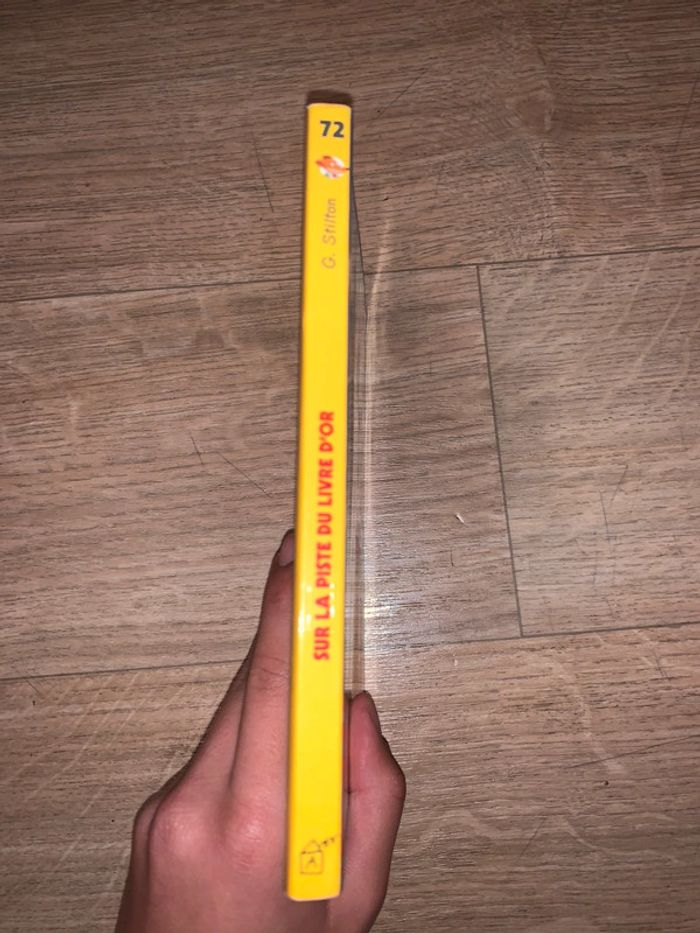 72
G. Stilton
SUR LA PISTE DU LIVRE D'OR
A